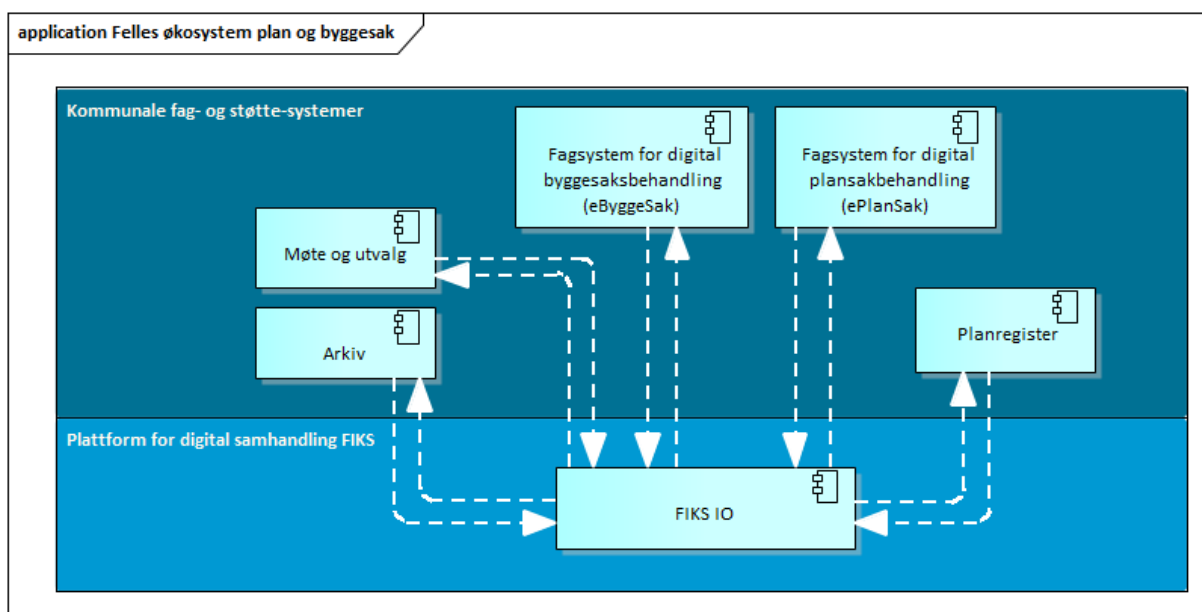 application Felles økosystem plan og byggesak
Kommunale fag- og støtte-systemer
Fagsystem for digital
byggesaksbehandling
(eByggeSak)
Fagsystem for digital
plansakbehandling
(ePlanSak)
Møte og utvalg
Arkiv
Planregister
Plattform for digital samhandling FIKS
FIKS IO